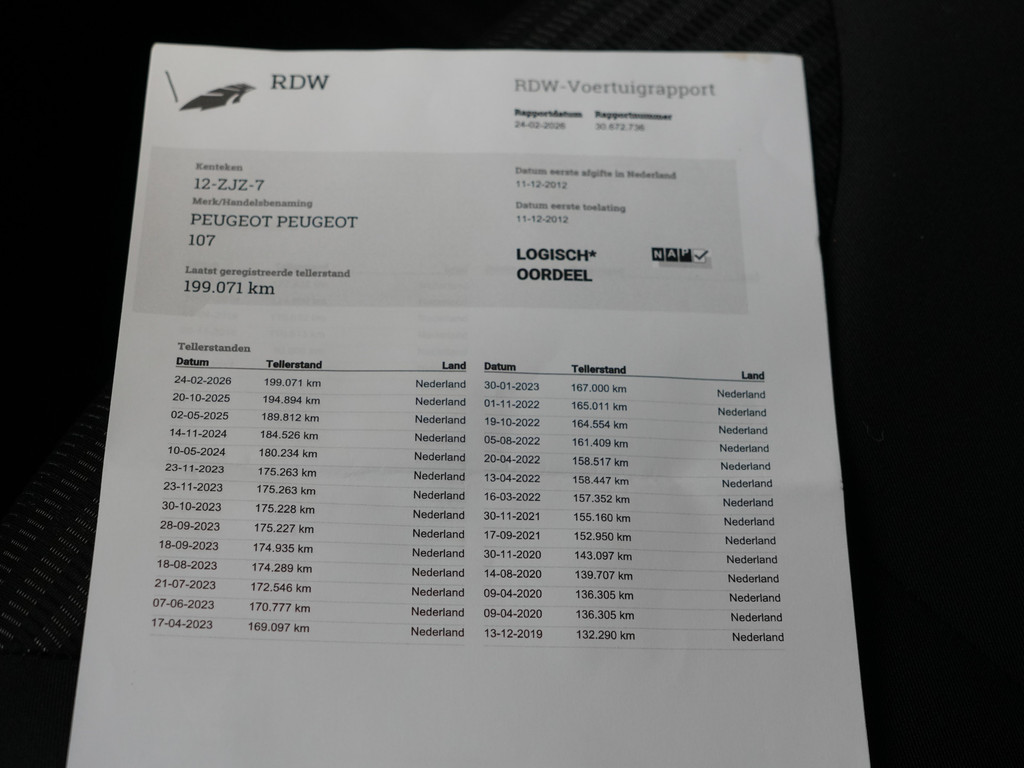 RDW
RDW-Voertuigrapport
Rapportdatum Rapportnummer
24-02-2026 30.672.736
Kenteken
12-ZJZ-7
Merk/Handelsbenaming
PEUGEOT PEUGEOT
107
Laatst geregistreerde tellerstand
199.071 km
Datum eerste afgifte in Nederland
11-12-2012
Datum eerste toelating
11-12-2012
LOGISCH*
OORDEEL
NAP
Tellerstanden
Datum Tellerstand Land
24-02-2026 199.071 km Nederland
20-10-2025 194.894 km Nederland
02-05-2025 189.812 km Nederland
14-11-2024 184.526 km Nederland
10-05-2024 180.234 km Nederland
23-11-2023 175.263 km Nederland
23-11-2023 175.263 km Nederland
30-10-2023 175.228 km Nederland
28-09-2023 175.227 km Nederland
18-09-2023 174.935 km Nederland
18-08-2023 174.289 km Nederland
21-07-2023 172.546 km Nederland
07-06-2023 170.777 km Nederland
17-04-2023 169.097 km Nederland
Datum Tellerstand Land
30-01-2023 167.000 km Nederland
01-11-2022 165.011 km Nederland
19-10-2022 164.554 km Nederland
05-08-2022 161.409 km Nederland
20-04-2022 158.517 km Nederland
13-04-2022 158.447 km Nederland
16-03-2022 157.352 km Nederland
30-11-2021 155.160 km Nederland
17-09-2021 152.950 km Nederland
30-11-2020 143.097 km Nederland
14-08-2020 139.707 km Nederland
09-04-2020 136.305 km Nederland
09-04-2020 136.305 km Nederland
13-12-2019 132.290 km Nederland